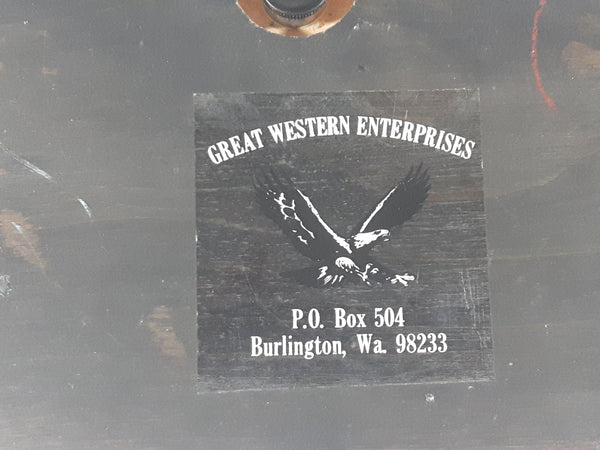 GREAT WESTERN ENTERPRISES
P.O. Box 504
Burlington, Wa. 98233